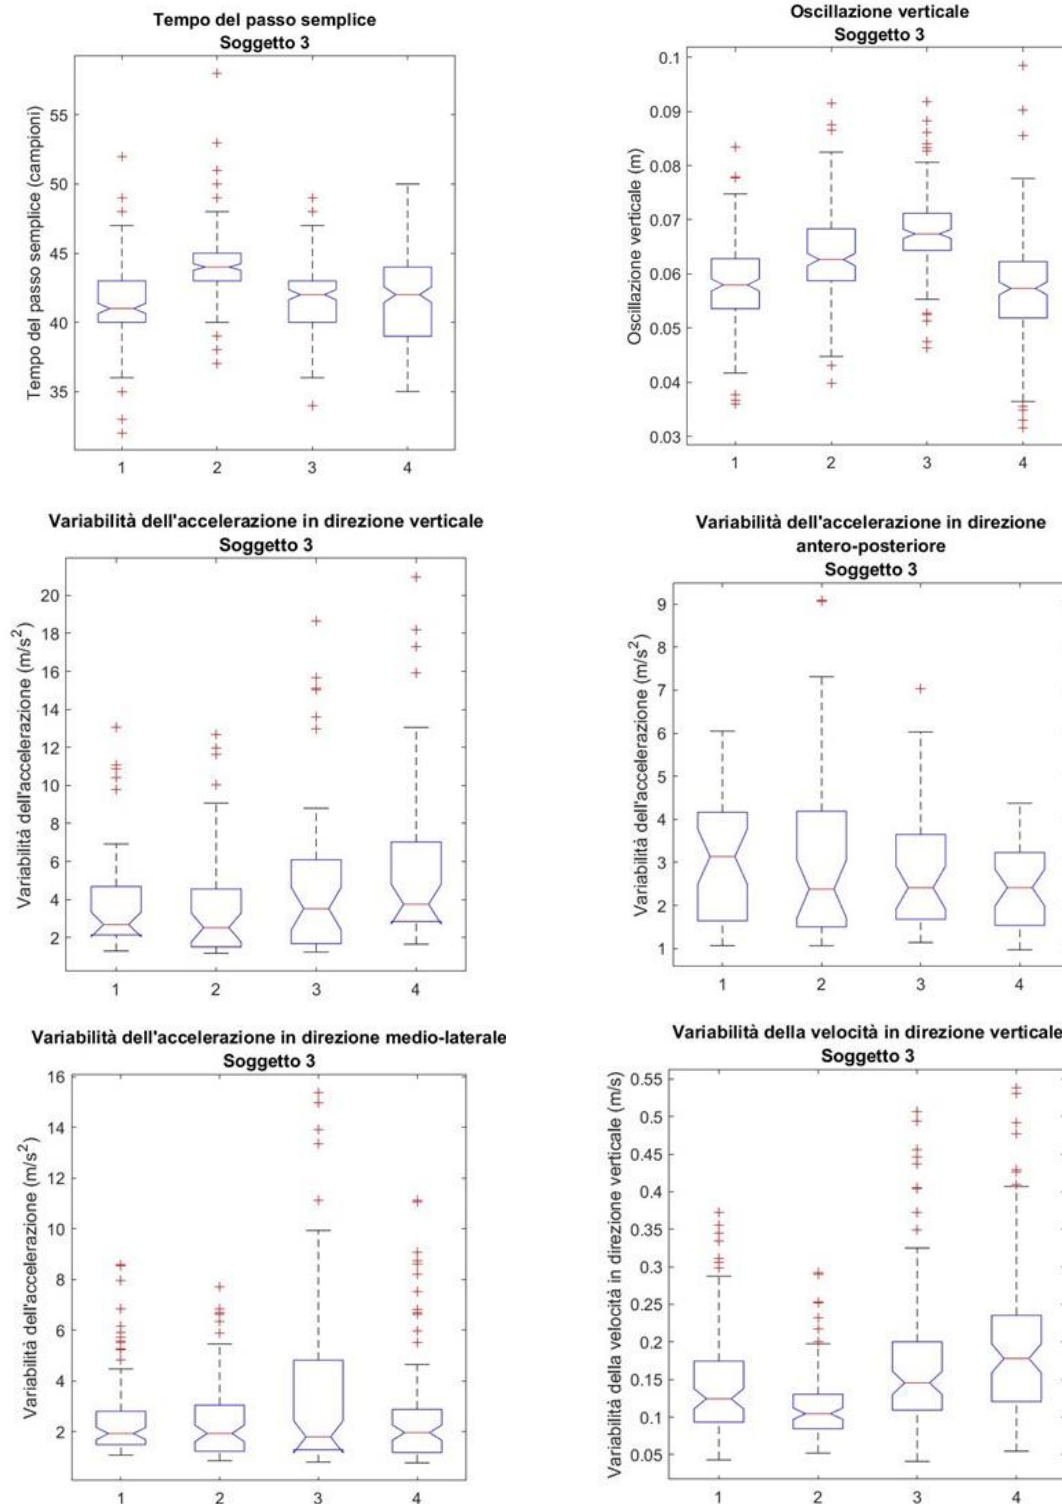 Tempo del passo semplice
Soggetto 3
Tempo del passo semplice (campioni)
55
50
45
40
35
1 2 3 4
Oscillazione verticale
Soggetto 3
Oscillazione verticale (m)
0.1
0.09
0.08
0.07
0.06
0.05
0.04
0.03
1 2 3 4
Variabilità dell'accelerazione in direzione verticale
Soggetto 3
Variabilità dell'accelerazione (m/s²)
20
18
16
14
12
10
8
6
4
2
1 2 3 4
Variabilità dell'accelerazione in direzione
antero-posteriore
Soggetto 3
Variabilità dell'accelerazione (m/s²)
9
8
7
6
5
4
3
2
1
1 2 3 4
Variabilità dell'accelerazione in direzione medio-laterale
Soggetto 3
Variabilità dell'accelerazione (m/s²)
16
14
12
10
8
6
4
2
1 2 3 4
Variabilità della velocità in direzione verticale
Soggetto 3
Variabilità della velocità in direzione verticale (m/s)
0.55
0.5
0.45
0.4
0.35
0.3
0.25
0.2
0.15
0.1
0.05
1 2 3 4